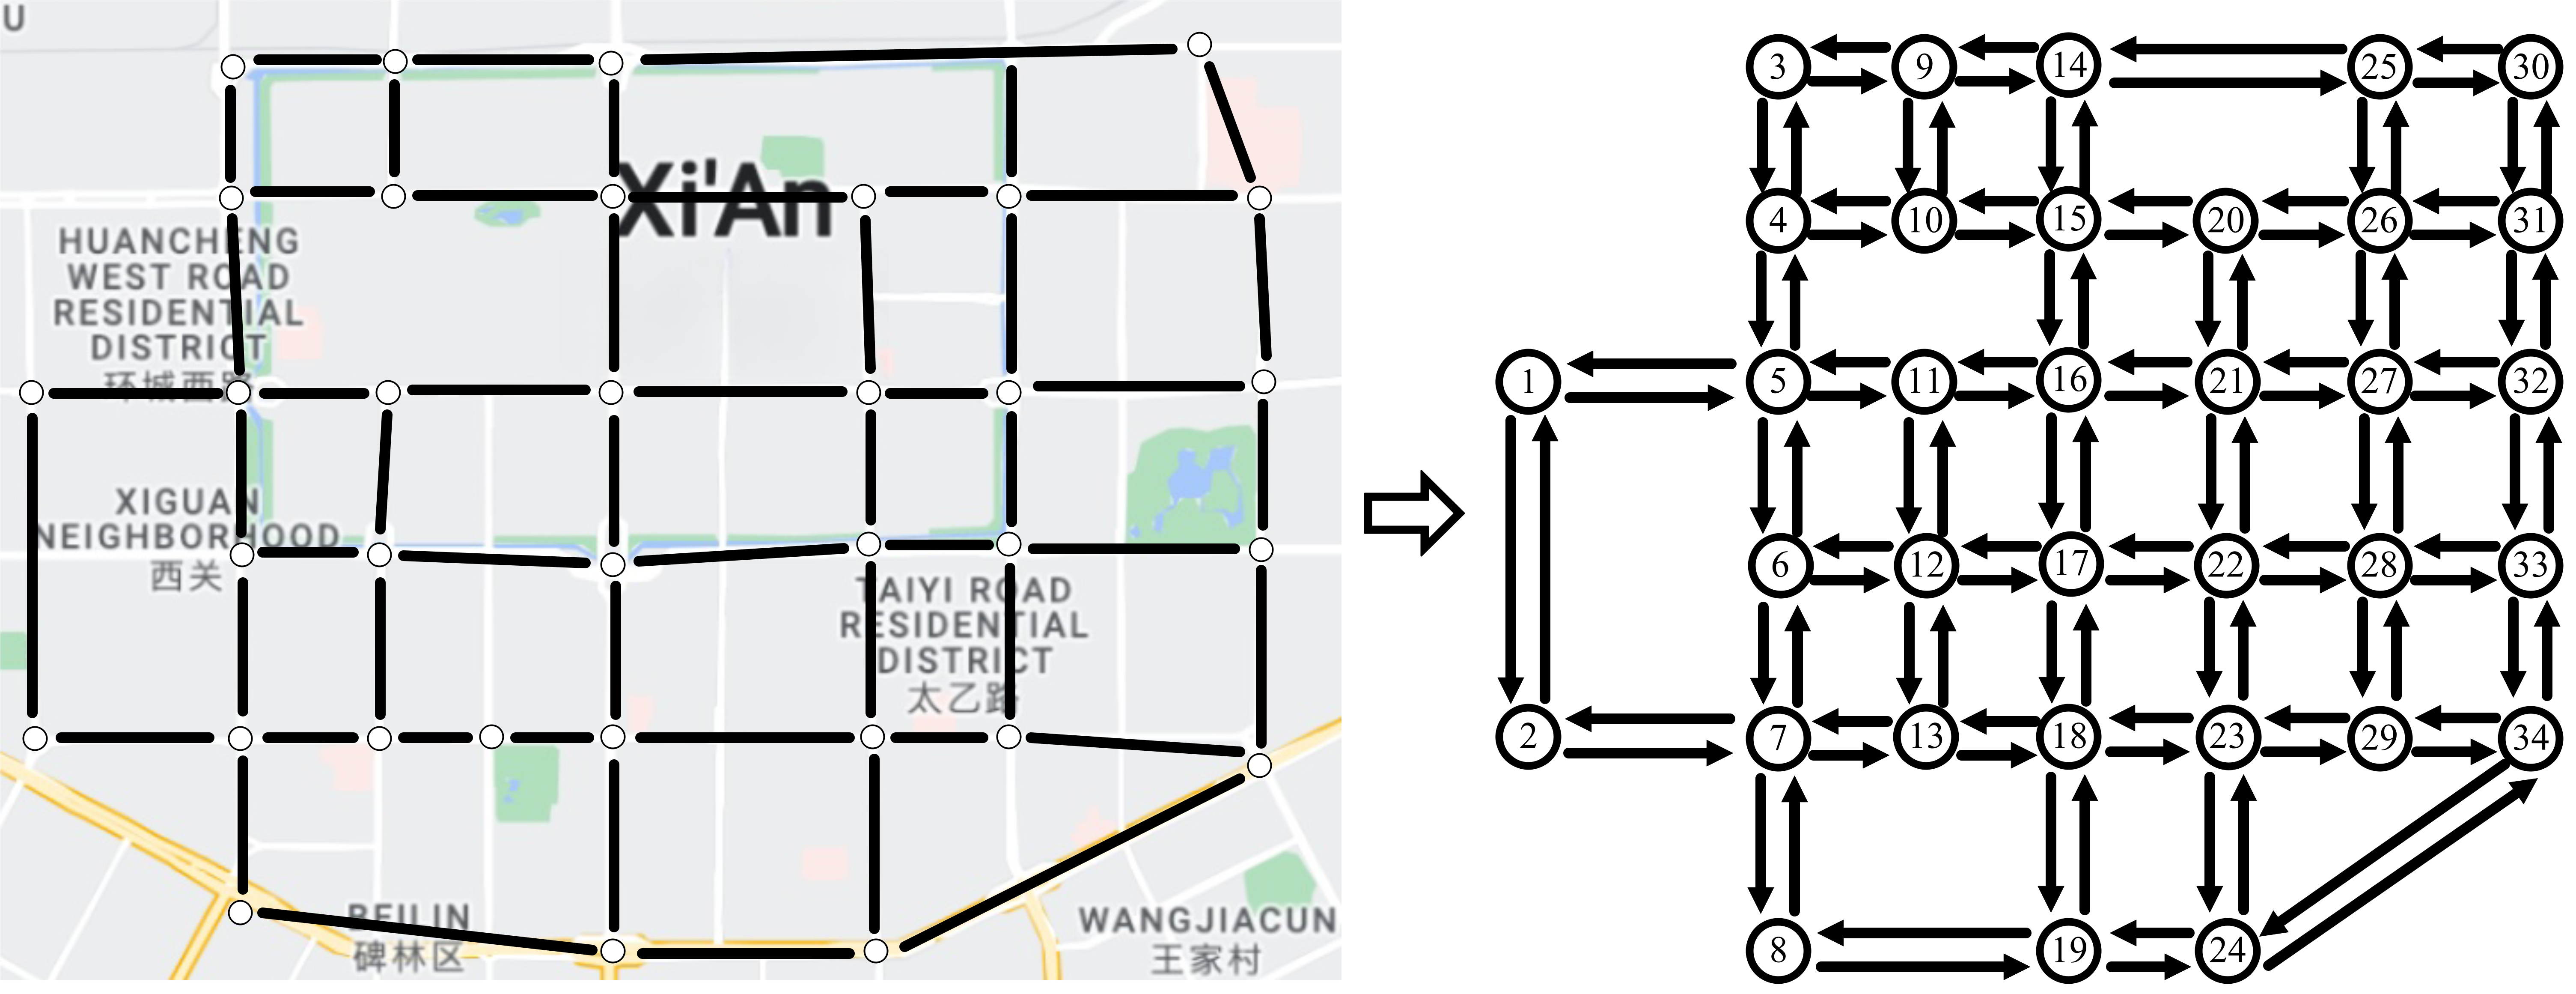 U
Xi'An
HUANCHENG
WEST ROAD
RESIDENTIAL
DISTRICT
环城西路
XIGUAN
NEIGHBORHOOD
西关
TAIYI ROAD
RESIDENTIAL
DISTRICT
太乙路
BEILIN
碑林区
WANGJIACUN
王家村
3 9 14 25 30
4 10 15 20 26 31
1 5 11 16 21 27 32
6 12 17 22 28 33
2 7 13 18 23 29 34
8 19 24